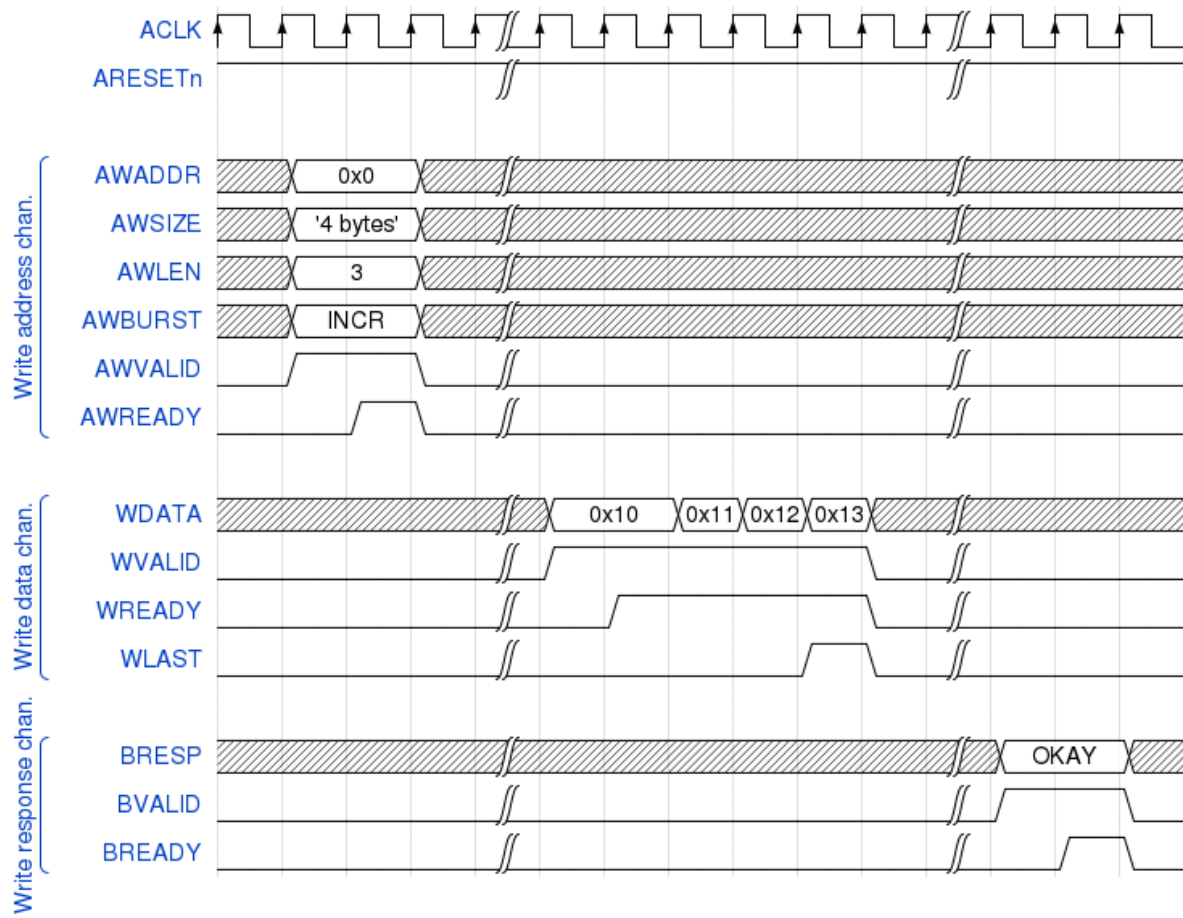 ACLK
ARESETn
Write address chan.
AWADDR 0x0
AWSIZE '4 bytes'
AWLEN 3
AWBURST INCR
AWVALID
AWREADY
Write data chan.
WDATA 0x10 0x11 0x12 0x13
WVALID
WREADY
WLAST
Write response chan.
BRESP OKAY
BVALID
BREADY